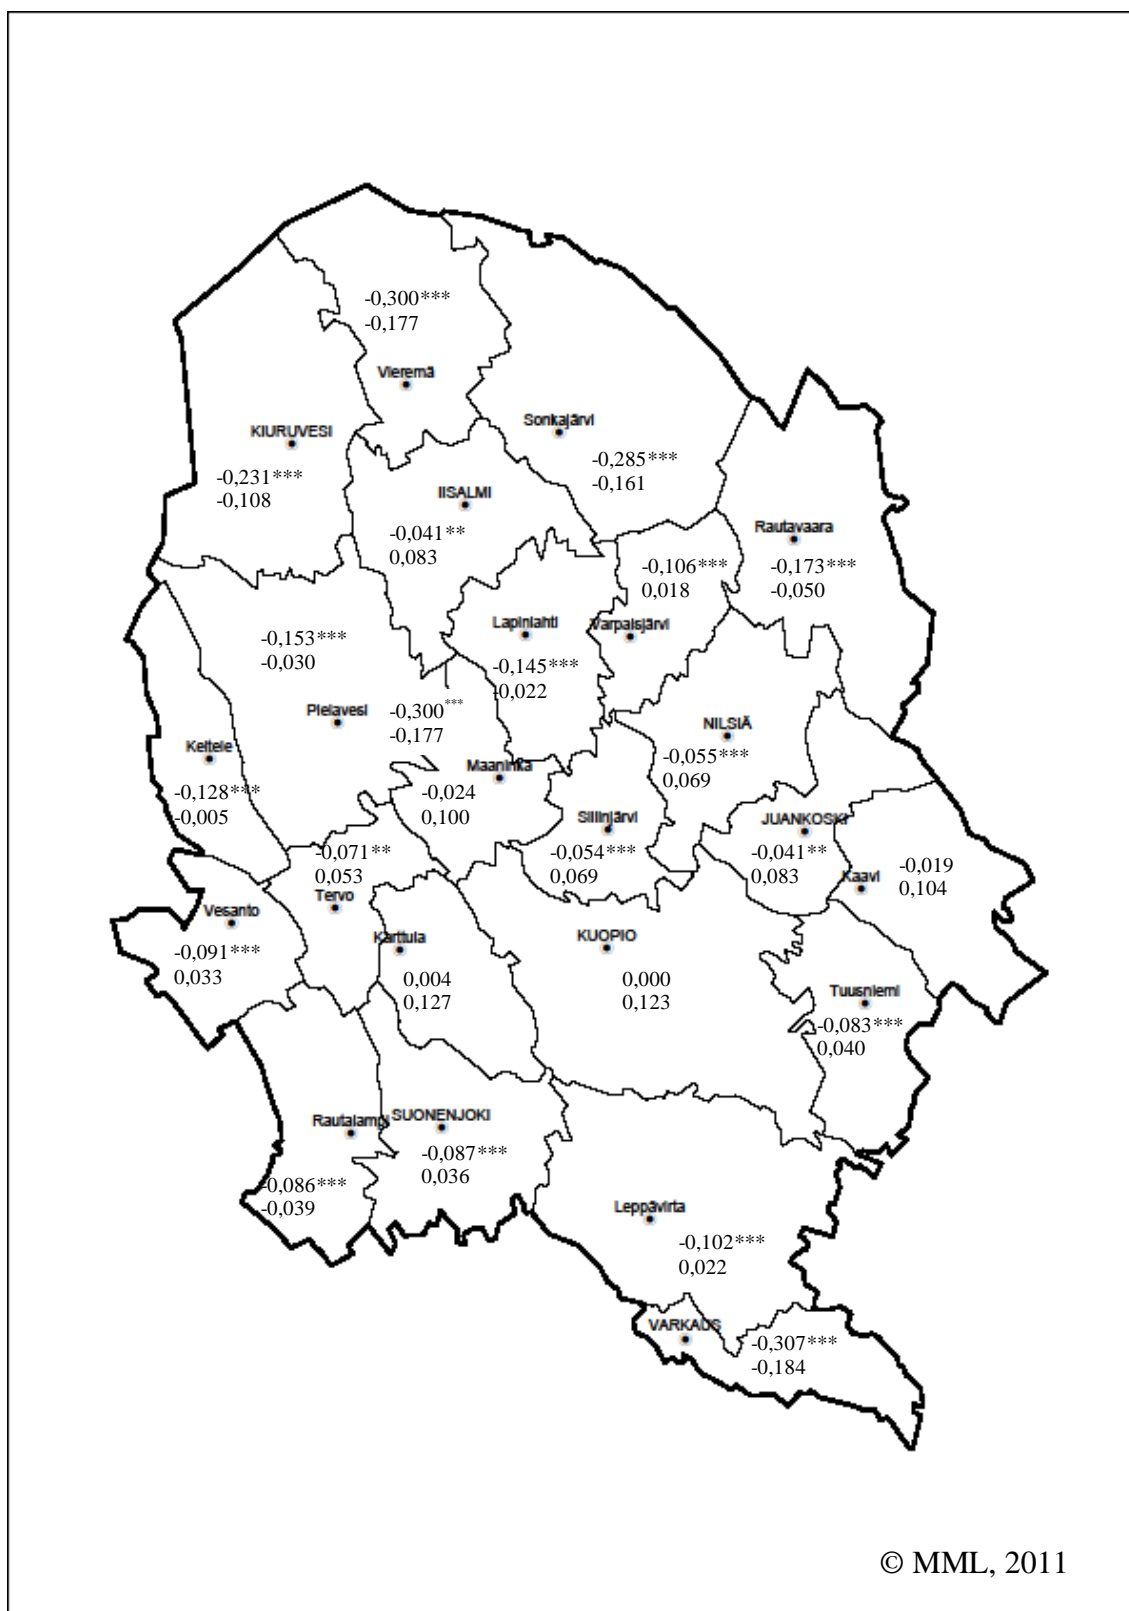 -0,300***
-0,177
Vieremä
Sonkajärvi
KIURUVESI
-0,285***
-0,161
-0,231***
-0,108
IISALMI
-0,041**
0,083
Rautavaara
-0,173***
-0,050
-0,106***
0,018
Lapinlahti
Varpaisjärvi
-0,153***
-0,030
-0,145***
-0,022
Pielavesi
-0,300***
-0,177
NILSIÄ
-0,055***
0,069
Keitele
-0,128***
-0,005
Maaninka
-0,024
0,100
Siilinjärvi
-0,054***
0,069
JUANKOSKI
-0,041**
0,083
Kaavi
-0,019
0,104
-0,071**
0,053
Tervo
Vesanto
-0,091***
0,033
Karttula
0,004
0,127
KUOPIO
0,000
0,123
Tuusniemi
-0,083***
0,040
Rautalampi
-0,086***
-0,039
SUONENJOKI
-0,087***
0,036
Leppävirta
-0,102***
0,022
VARKAUS
-0,307***
-0,184
© MML, 2011